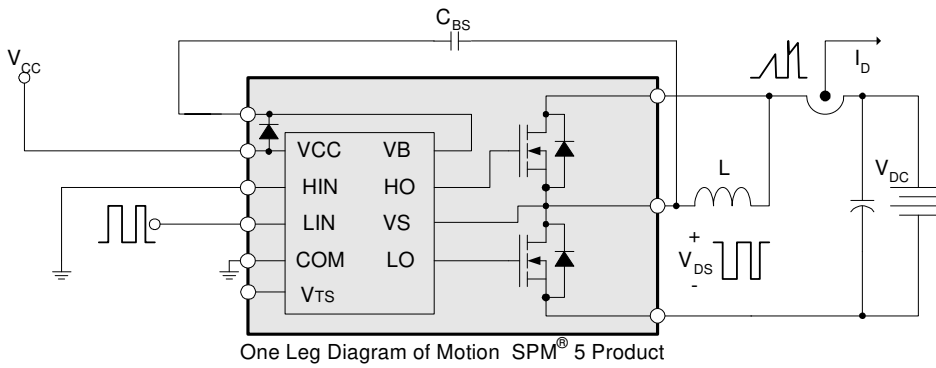 C_BS
V_CC
I_D
VCC VB
HIN HO
LIN VS
COM LO
V_TS
L
V_DC
+
V_DS
-
One Leg Diagram of Motion SPM® 5 Product